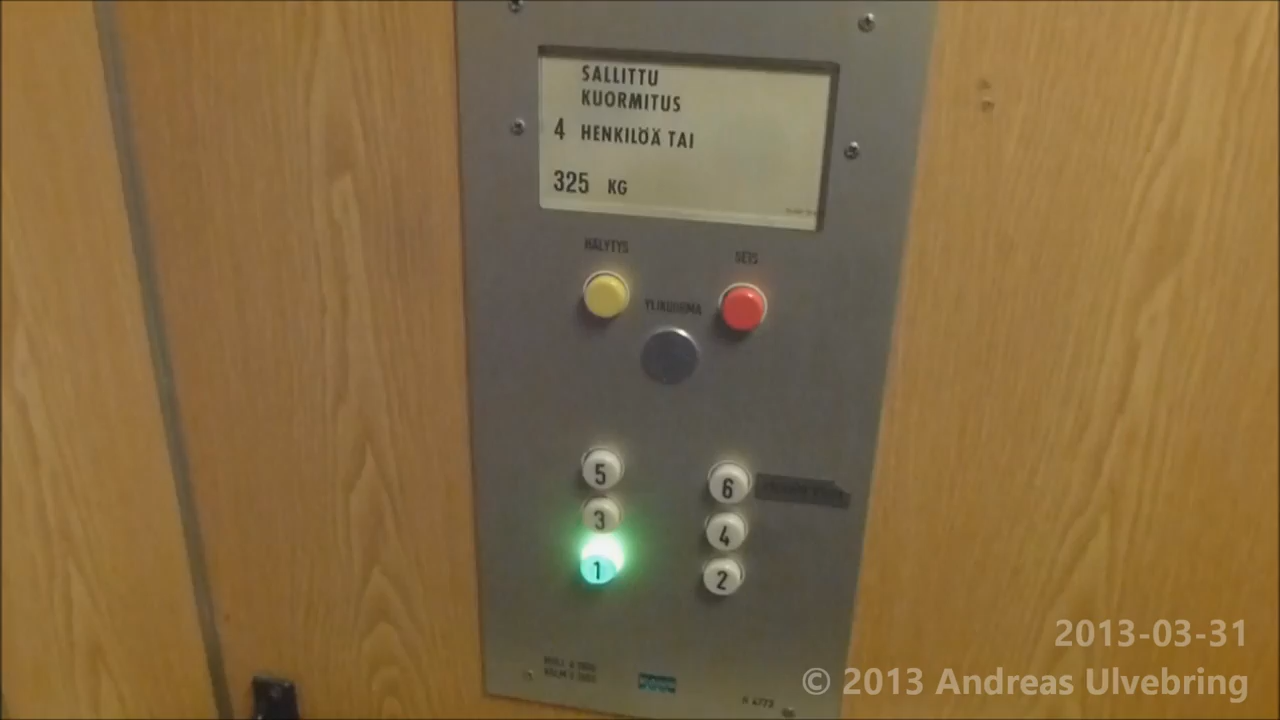 SALLITTU
KUORMITUS
4 HENKILÖÄ TAI
325 KG
HÄLYTYS
SEIS
YLIKUORMA
5
6
3
4
1
2
2013-03-31
© 2013 Andreas Ulvebring